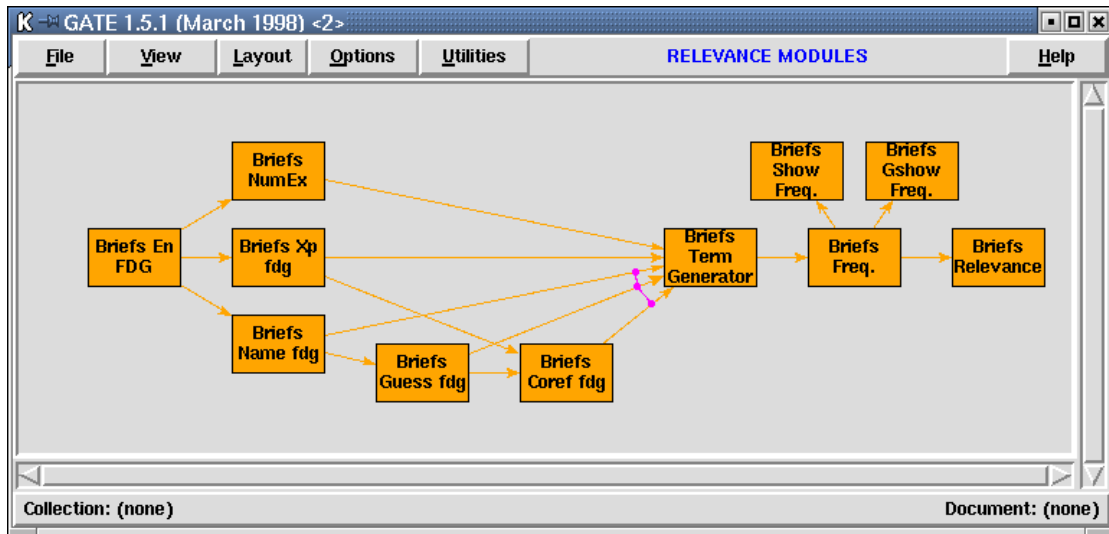 K GATE 1.5.1 (March 1998) <2>
File View Layout Options Utilities RELEVANCE MODULES Help
Briefs
NumEx
Briefs
Show
Freq.
Briefs
Gshow
Freq.
Briefs En
FDG
Briefs Xp
fdg
Briefs
Term
Generator
Briefs
Freq.
Briefs
Relevance
Briefs
Name fdg
Briefs
Guess fdg
Briefs
Coref fdg
Collection: (none) Document: (none)